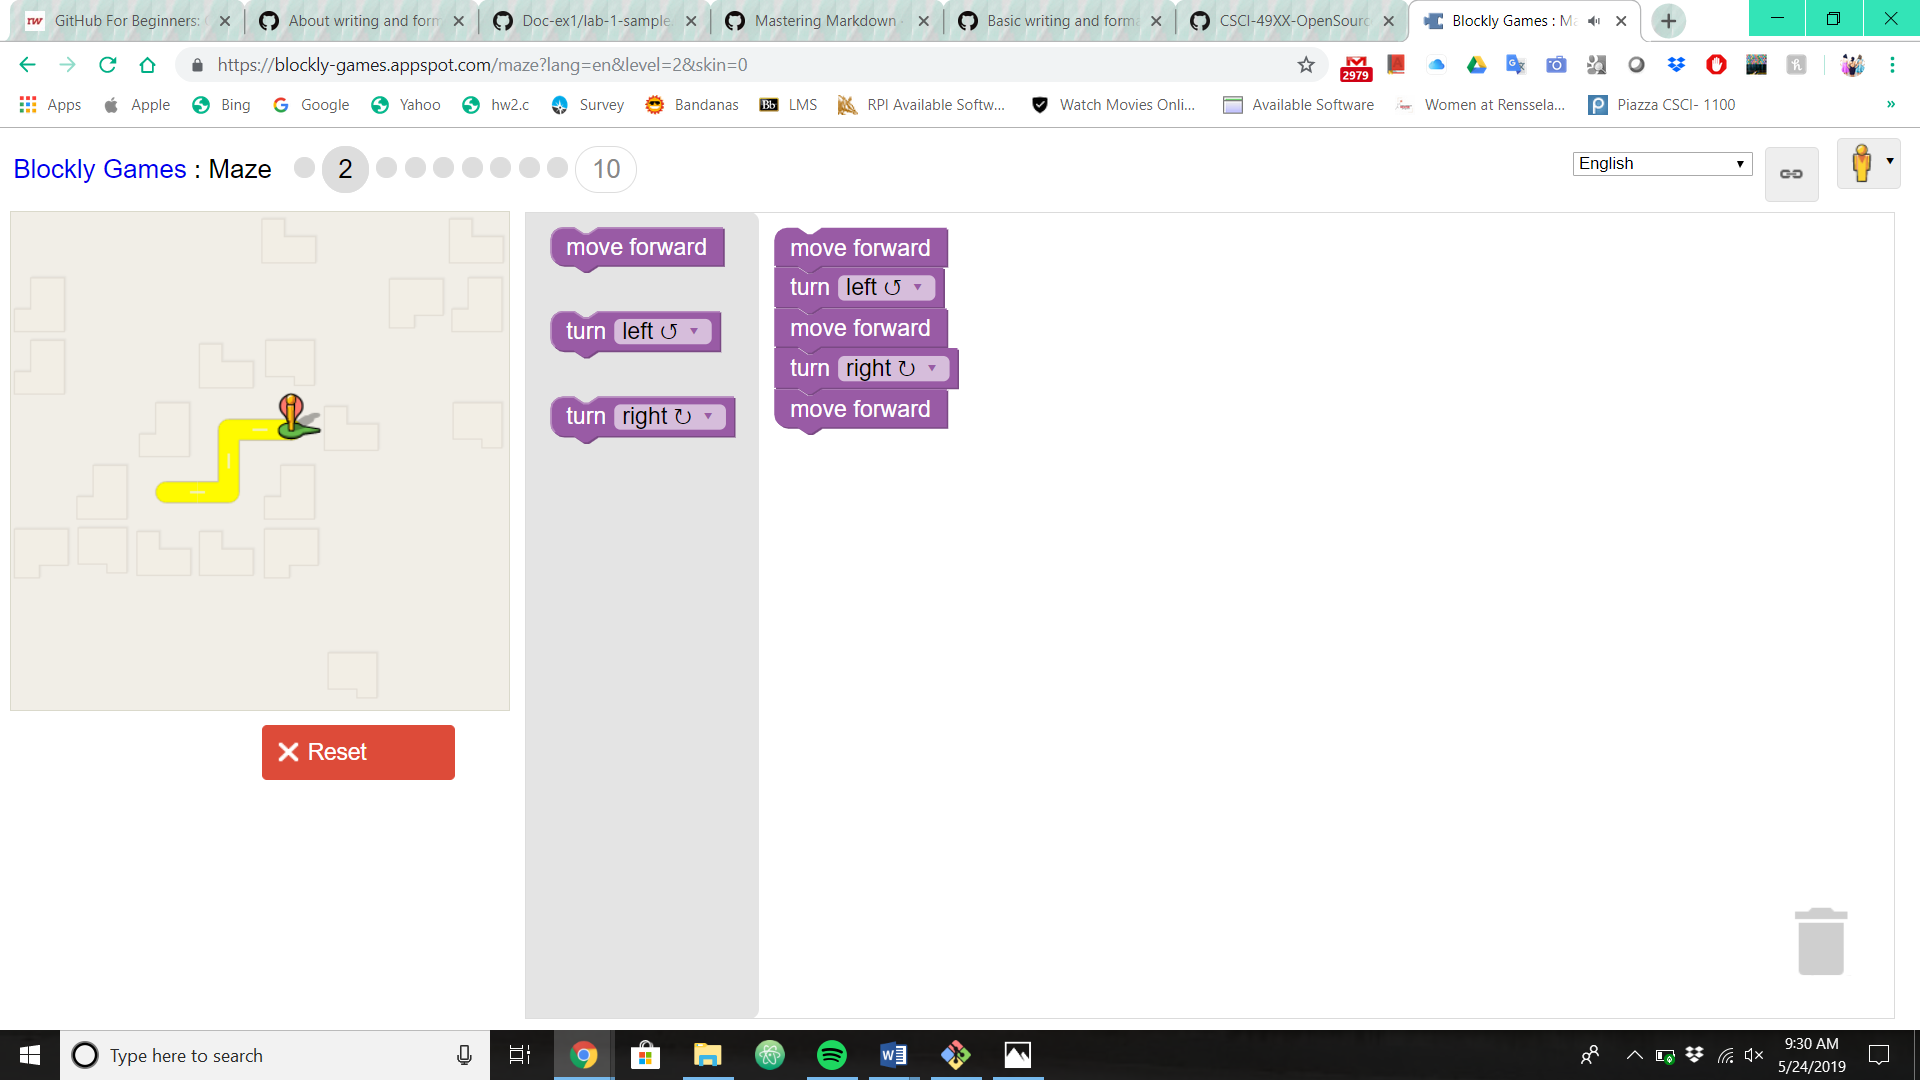 GitHub For Beginners:
About writing and form
Doc-ex1/lab-1-sample
Mastering Markdown
Basic writing and forma
CSCI-49XX-OpenSourc
Blockly Games : M
https://blockly-games.appspot.com/maze?lang=en&level=2&skin=0
2979
Apps
Apple
Bing
Google
Yahoo
hw2.c
Survey
Bandanas
Bb
LMS
RPI Available Softw...
Watch Movies Onli...
Available Software
Women at Renssela...
Piazza CSCI- 1100
»
Blockly Games : Maze
2
10
English
move forward
turn left ↺
turn right ↻
move forward
turn left ↺
move forward
turn right ↻
move forward
Reset
Type here to search
9:30 AM
5/24/2019